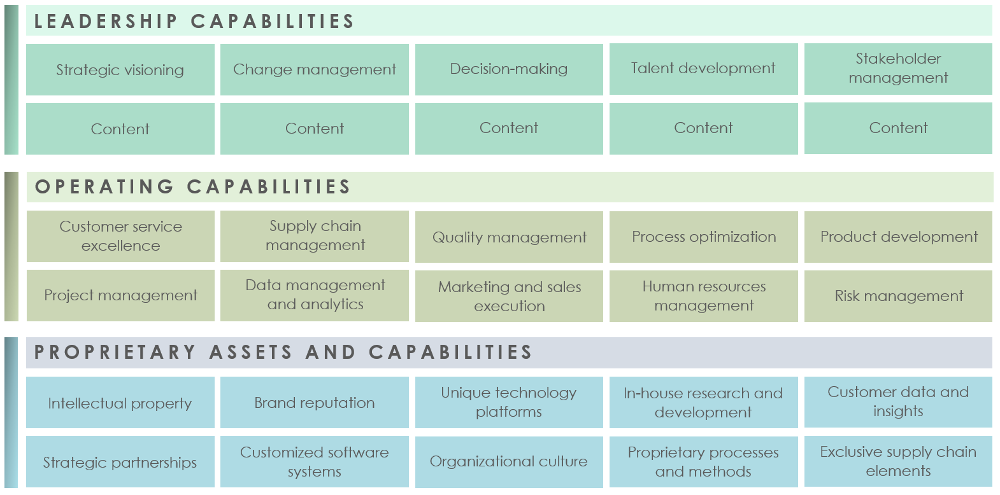 LEADERSHIP CAPABILITIES
Strategic visioning
Change management
Decision-making
Talent development
Stakeholder
management
Content
Content
Content
Content
Content
OPERATING CAPABILITIES
Customer service
excellence
Supply chain
management
Quality management
Process optimization
Product development
Project management
Data management
and analytics
Marketing and sales
execution
Human resources
management
Risk management
PROPRIETARY ASSETS AND CAPABILITIES
Intellectual property
Brand reputation
Unique technology
platforms
In-house research and
development
Customer data and
insights
Strategic partnerships
Customized software
systems
Organizational culture
Proprietary processes
and methods
Exclusive supply chain
elements